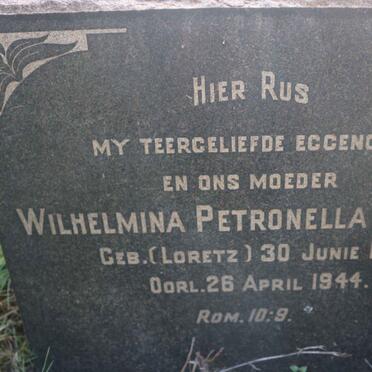 HIER RUS
MY TEERGELIEFDE
EN ONS MOEDER
WILHELMINA PETRONELLA
GEB.(LORETZ) 30 JUNIE
OORL.26 APRIL 1944.
ROM. 10:9.